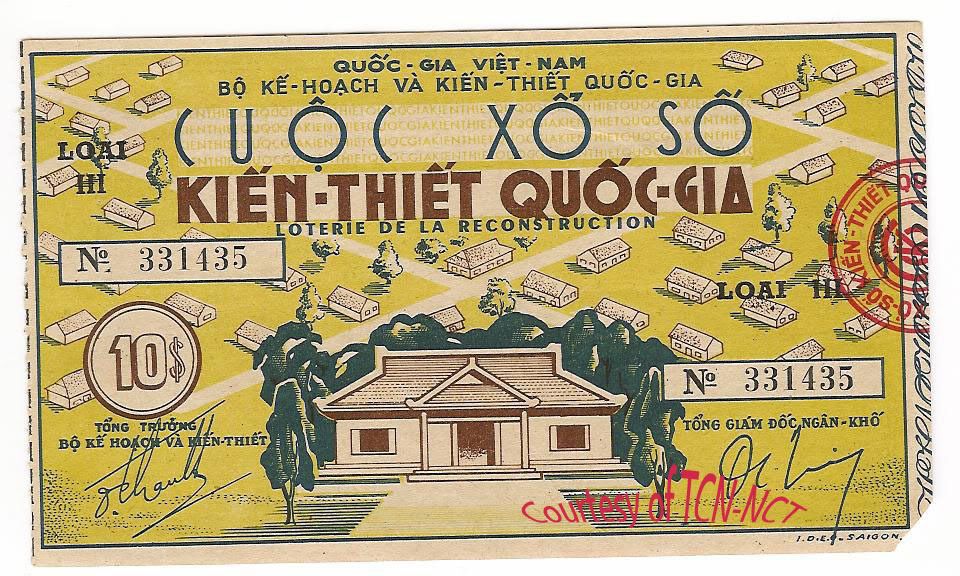 QUỐC-GIA VIỆT-NAM
BỘ KẾ-HOẠCH VÀ KIẾN-THIẾT QUỐC-GIA
CUỘC XỔ SỐ
LOẠI
III
KIẾN-THIẾT QUỐC-GIA
LOTERIE DE LA RECONSTRUCTION
Nº 331435
LOẠI III
10$
Nº 331435
TỔNG TRƯỞNG
BỘ KẾ HOẠCH VÀ KIẾN-THIẾT
TỔNG GIÁM ĐỐC NGÂN-KHỐ
Courtesy of TCN-NCT
I.D.E.O.-SAIGON.